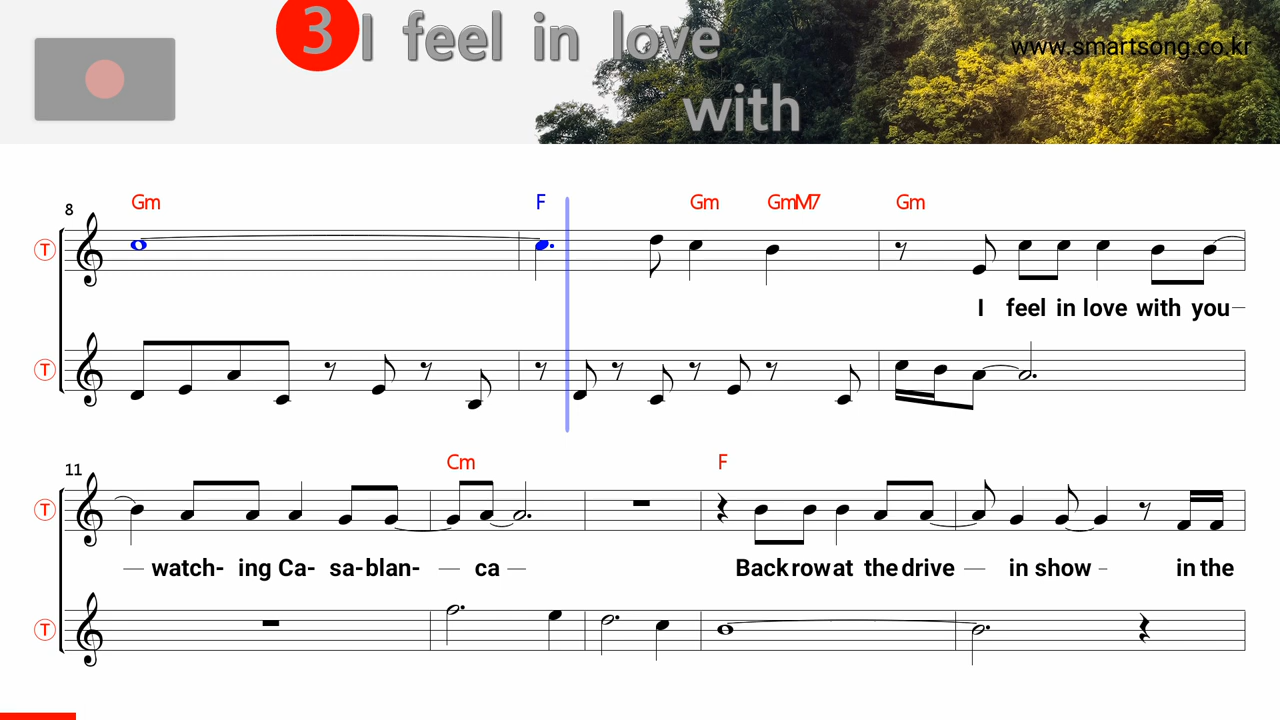 3 I feel in love
with
www.smartsong.co.kr
8 Gm F Gm GmM7 Gm
T
I feel in love with you
T
11 Cm F
T
watch- ing Ca- sa-blan- ca Back row at the drive in show in the
T